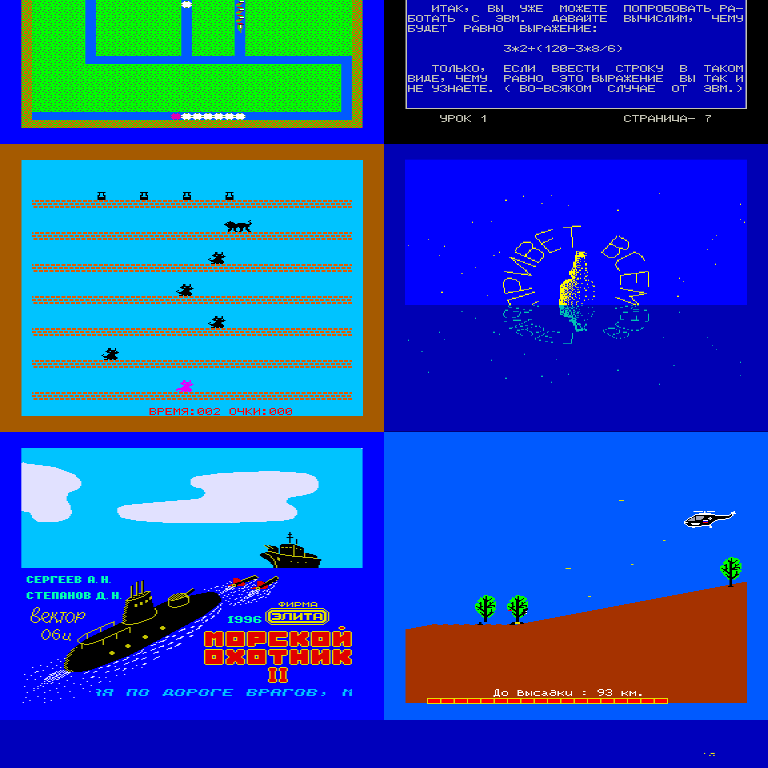 ИТАК, ВЫ УЖЕ МОЖЕТЕ ПОПРОБОВАТЬ РА-
БОТАТЬ С ЭВМ. ДАВАЙТЕ ВЫЧИСЛИМ, ЧЕМУ
БУДЕТ РАВНО ВЫРАЖЕНИЕ:
3*2+(120-3*8/6)
ТОЛЬКО, ЕСЛИ ВВЕСТИ СТРОКУ В ТАКОМ
ВИДЕ, ЧЕМУ РАВНО ЭТО ВЫРАЖЕНИЕ ВЫ ТАК И
НЕ УЗНАЕТЕ. ( ВО-ВСЯКОМ СЛУЧАЕ ОТ ЭВМ.)
УРОК 1 СТРАНИЦА- 7
ВРЕМЯ:002 ОЧКИ:000
ПРИВЕТ ВСЕМ
СЕРГЕЕВ А.Н.
СТЕПАНОВ Д.Н.
Вектор
06ц
1996
ФИРМА
ЭЛИТА
МОРСКОЙ
ОХОТНИК
II
Я ПО ДОРОГЕ ВРАГОВ,
До высадки : 93 км.